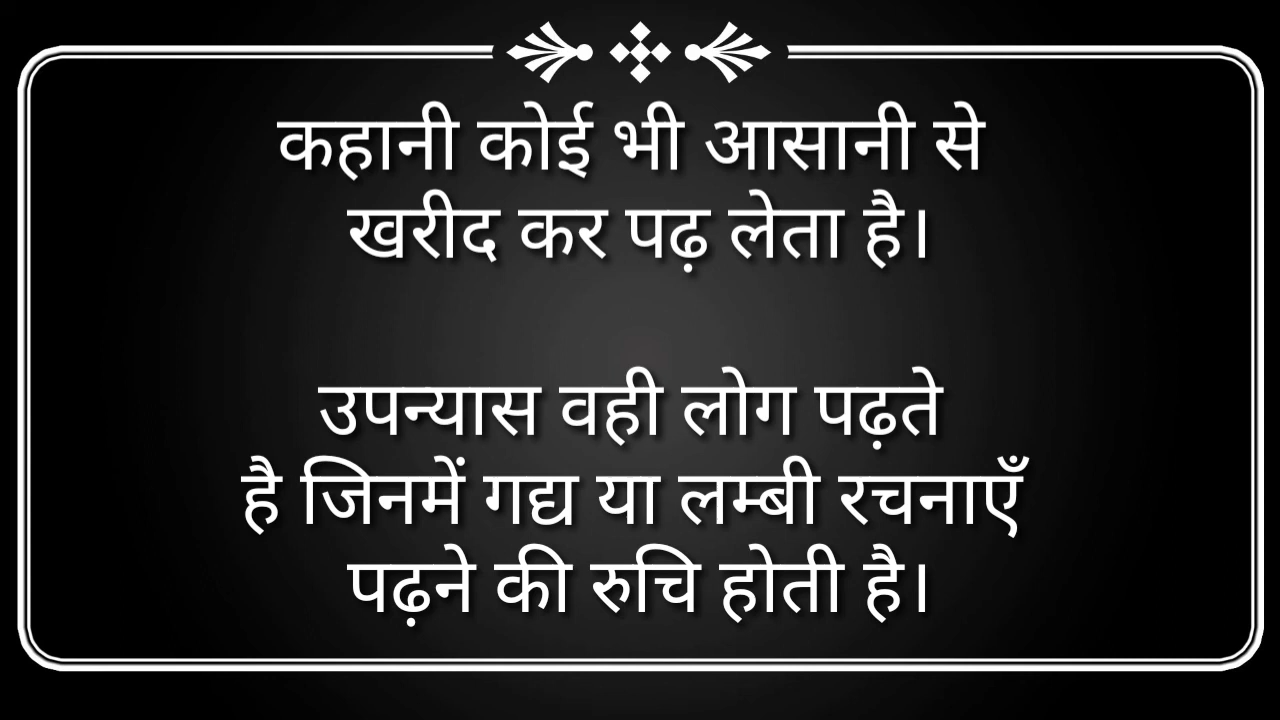 कहानी कोई भी आसानी से
खरीद कर पढ़ लेता है।
उपन्यास वही लोग पढ़ते
है जिनमें गद्य या लम्बी रचनाएँ
पढ़ने की रुचि होती है।